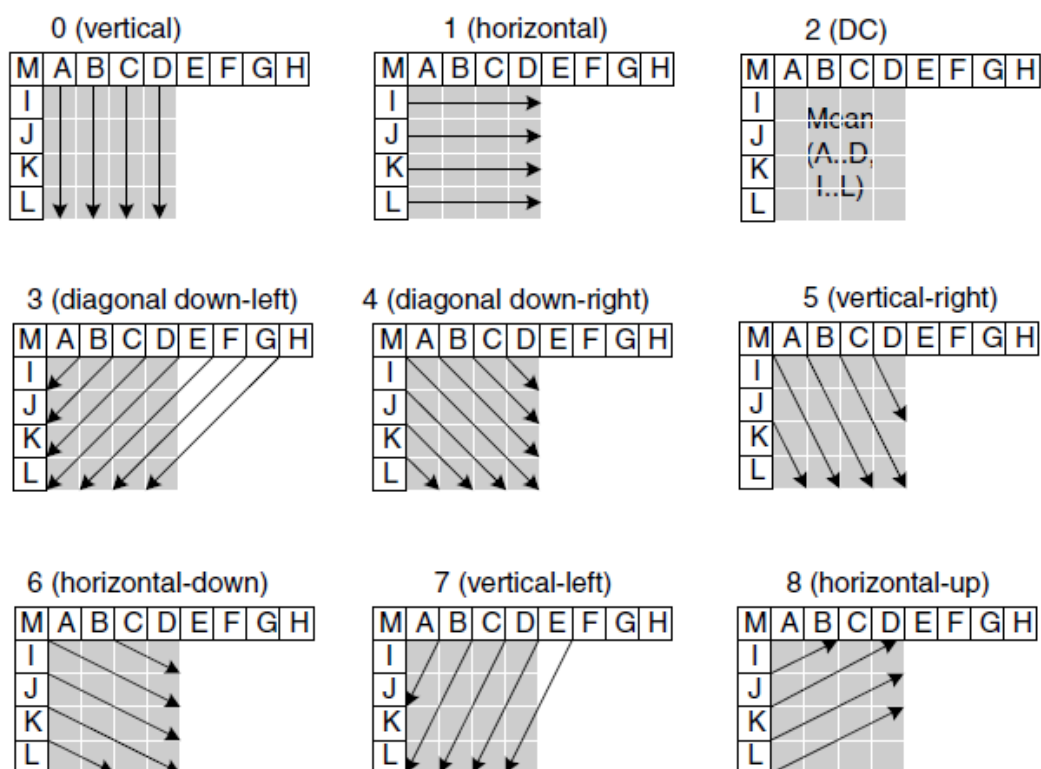 0 (vertical)
1 (horizontal)
2 (DC)
M A B C D E F G H
M A B C D E F G H
M A B C D E F G H
I
J
K
L
I
J
K
L
I
J
K
L
Mean
(A..D,
I..L)
3 (diagonal down-left)
4 (diagonal down-right)
5 (vertical-right)
M A B C D E F G H
M A B C D E F G H
M A B C D E F G H
I
J
K
L
I
J
K
L
I
J
K
L
6 (horizontal-down)
7 (vertical-left)
8 (horizontal-up)
M A B C D E F G H
M A B C D E F G H
M A B C D E F G H
I
J
K
L
I
J
K
L
I
J
K
L